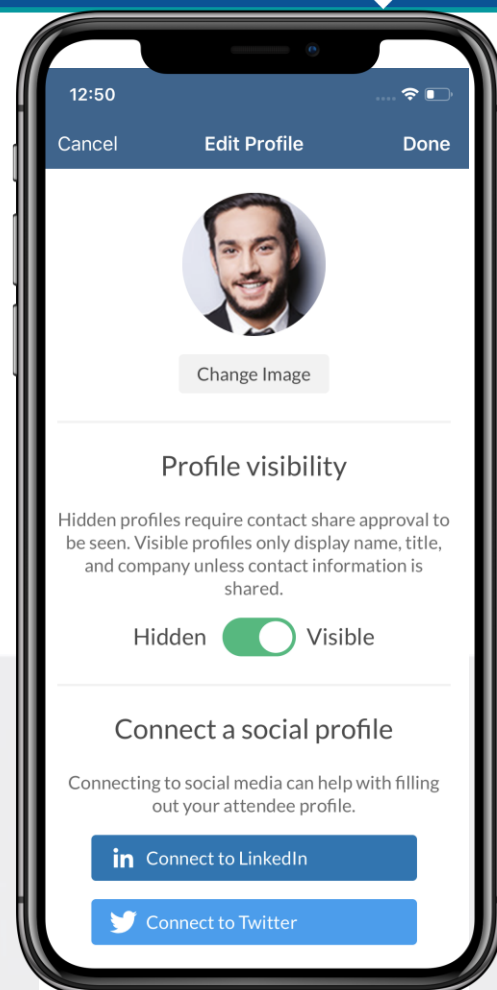 12:50
Cancel Edit Profile Done
Change Image
Profile visibility
Hidden profiles require contact share approval to
be seen. Visible profiles only display name, title,
and company unless contact information is
shared.
Hidden Visible
Connect a social profile
Connecting to social media can help with filling
out your attendee profile.
in Connect to LinkedIn
Connect to Twitter